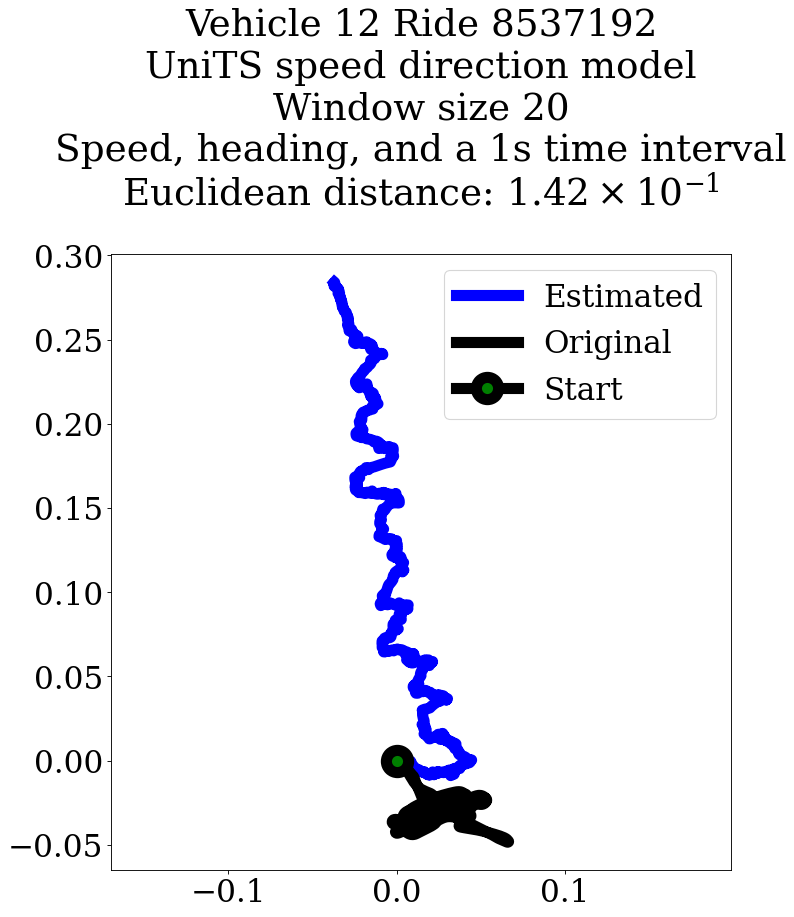 Vehicle 12 Ride 8537192
UniTS speed direction model
Window size 20
Speed, heading, and a 1s time interval
Euclidean distance: 1.42 × 10⁻¹
0.30
0.25
0.20
0.15
0.10
0.05
0.00
−0.05
−0.1
0.0
0.1
Estimated
Original
Start